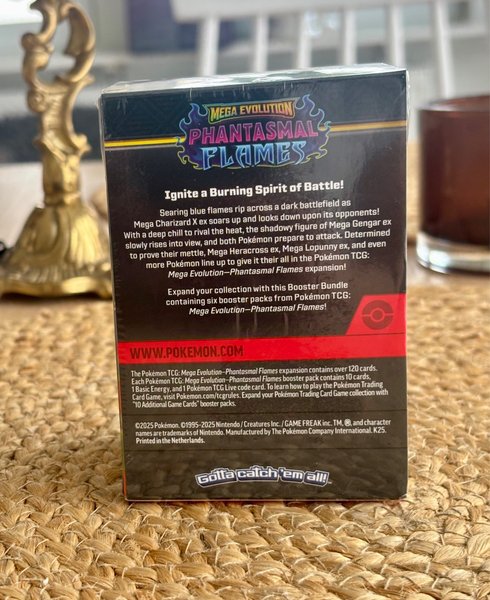 MEGA EVOLUTION
PHANTASMAL
FLAMES
Ignite a Burning Spirit of Battle!
Searing blue flames rip across a dark battlefield as
Mega Charizard X ex soars up and looks down upon its opponents!
With a deep chill to rival the heat, the shadowy figure of Mega Gengar ex
slowly rises into view, and both Pokémon prepare to attack. Determined
to prove their mettle, Mega Heracross ex, Mega Lopunny ex, and even
more Pokémon line up to give it their all in the Pokémon TCG:
Mega Evolution—Phantasmal Flames expansion!
Expand your collection with this Booster Bundle
containing six booster packs from Pokémon TCG:
Mega Evolution—Phantasmal Flames!
WWW.POKEMON.COM
The Pokémon TCG: Mega Evolution—Phantasmal Flames expansion contains over 120 cards.
Each Pokémon TCG: Mega Evolution—Phantasmal Flames booster pack contains 10 cards,
1 Basic Energy, and 1 Pokémon TCG Live code card. To learn how to play the Pokémon Trading
Card Game, visit Pokemon.com/tcgrules. Expand your Pokémon Trading Card Game collection with
"10 Additional Game Cards" booster packs.
©2025 Pokémon. ©1995-2025 Nintendo / Creatures Inc. / GAME FREAK inc. TM, ®, and character
names are trademarks of Nintendo. Manufactured by The Pokémon Company International. K25.
Printed in the Netherlands.
Gotta catch 'em all!